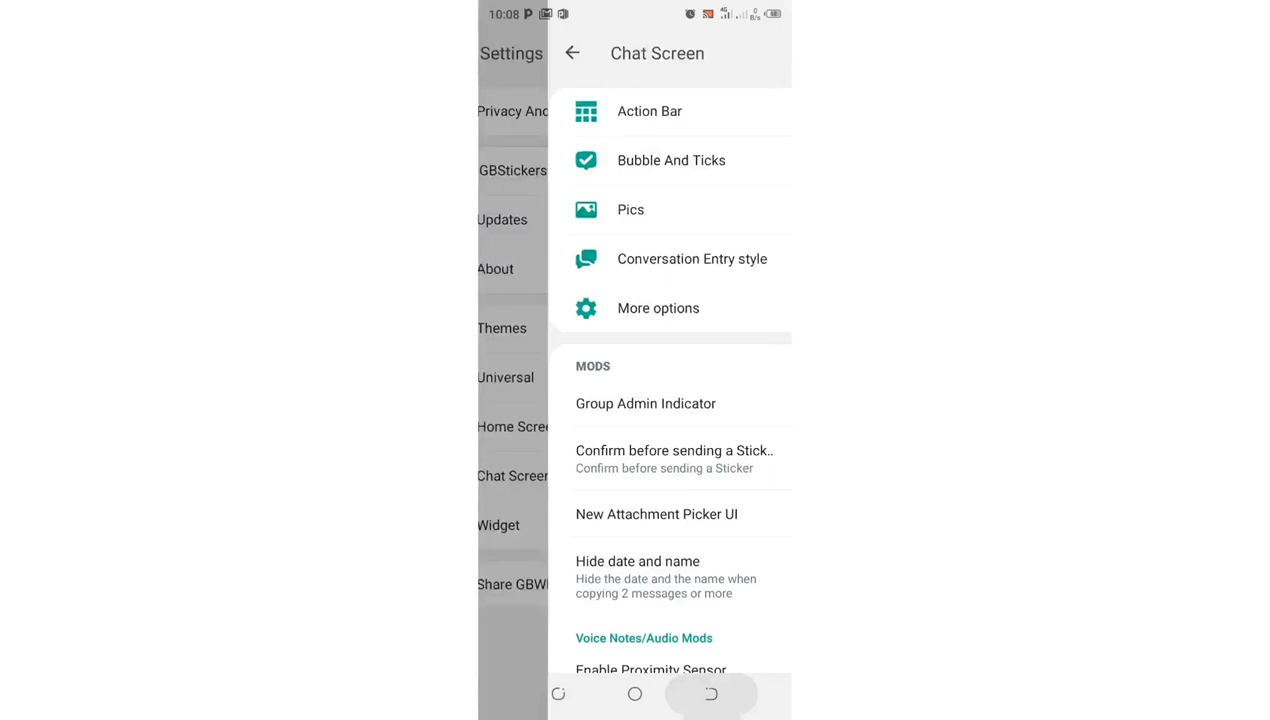 10:08
4G
0
B/s
68
Settings
Chat Screen
Privacy And
Action Bar
Bubble And Ticks
GBStickers
Pics
Updates
Conversation Entry style
About
More options
Themes
MODS
Universal
Group Admin Indicator
Home Scree
Confirm before sending a Stick..
Confirm before sending a Sticker
Chat Screen
New Attachment Picker UI
Widget
Hide date and name
Hide the date and the name when
copying 2 messages or more
Share GBW
Voice Notes/Audio Mods
Enable Proximity Sensor